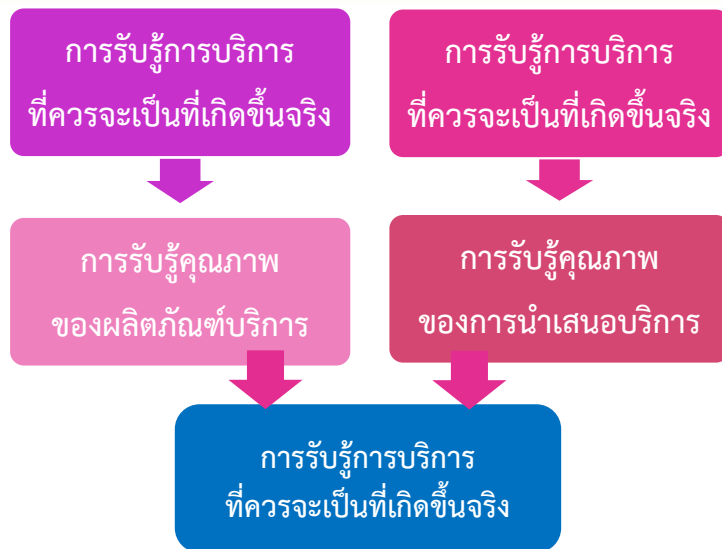 การรับรู้การบริการ
ที่ควรจะเป็นที่เกิดขึ้นจริง
การรับรู้การบริการ
ที่ควรจะเป็นที่เกิดขึ้นจริง
การรับรู้คุณภาพ
ของผลิตภัณฑ์บริการ
การรับรู้คุณภาพ
ของการนำเสนอบริการ
การรับรู้การบริการ
ที่ควรจะเป็นที่เกิดขึ้นจริง